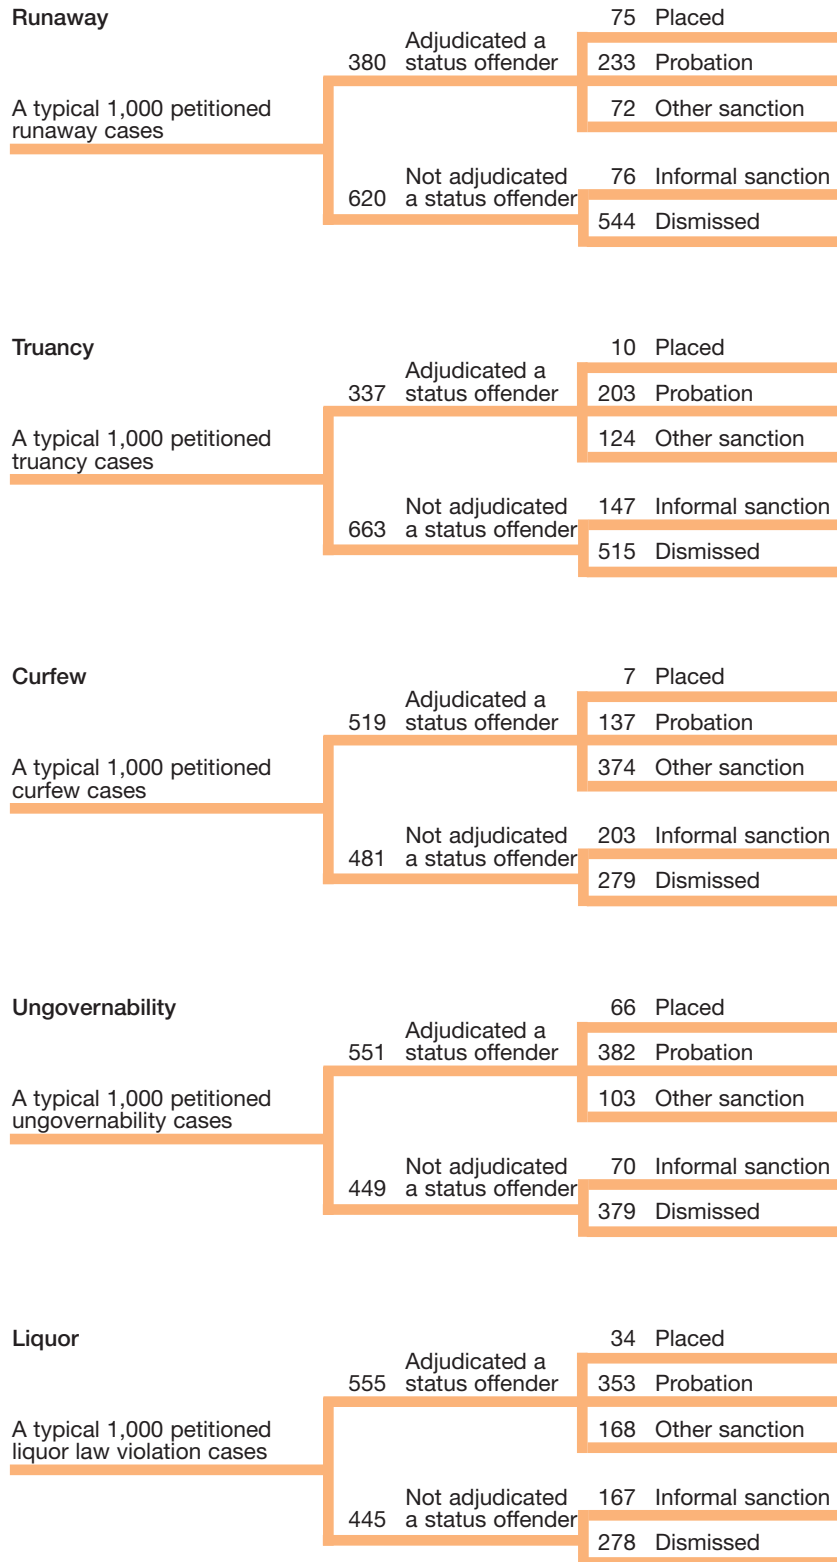 Runaway
75 Placed
380 Adjudicated a
status offender
233 Probation
A typical 1,000 petitioned
runaway cases
72 Other sanction
620 Not adjudicated
a status offender
76 Informal sanction
544 Dismissed
Truancy
10 Placed
337 Adjudicated a
status offender
203 Probation
A typical 1,000 petitioned
truancy cases
124 Other sanction
663 Not adjudicated
a status offender
147 Informal sanction
515 Dismissed
Curfew
7 Placed
519 Adjudicated a
status offender
137 Probation
A typical 1,000 petitioned
curfew cases
374 Other sanction
481 Not adjudicated
a status offender
203 Informal sanction
279 Dismissed
Ungovernability
66 Placed
551 Adjudicated a
status offender
382 Probation
A typical 1,000 petitioned
ungovernability cases
103 Other sanction
449 Not adjudicated
a status offender
70 Informal sanction
379 Dismissed
Liquor
34 Placed
555 Adjudicated a
status offender
353 Probation
A typical 1,000 petitioned
liquor law violation cases
168 Other sanction
445 Not adjudicated
a status offender
167 Informal sanction
278 Dismissed